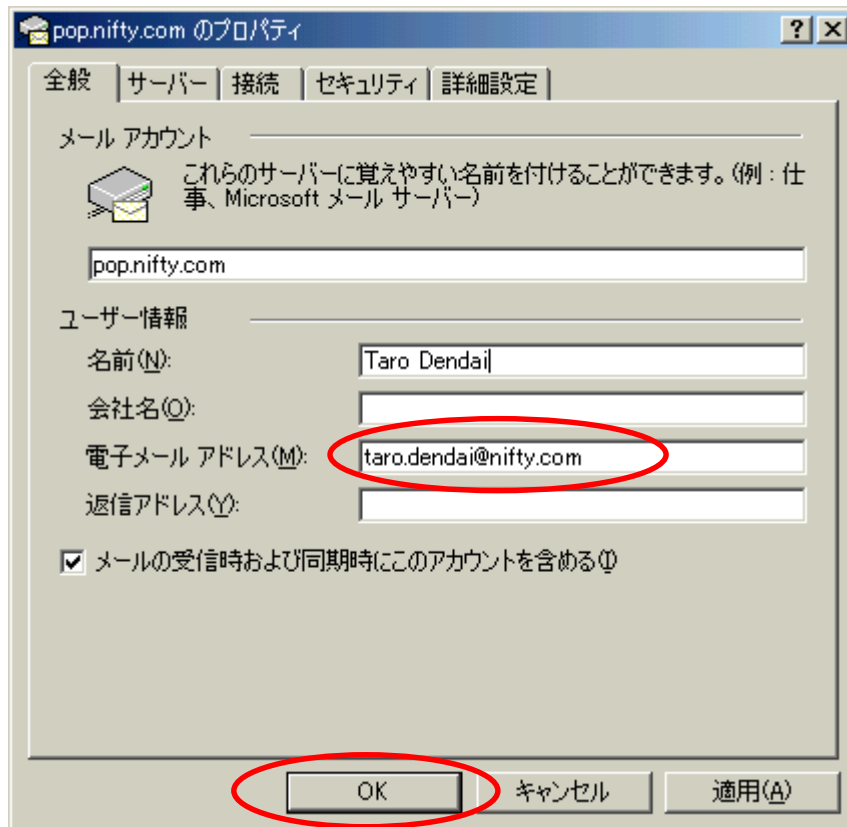 pop.nifty.com のプロパティ
全般 サーバー 接続 セキュリティ 詳細設定
メール アカウント
これらのサーバーに覚えやすい名前を付けることができます。(例 : 仕
事、Microsoft メール サーバー)
pop.nifty.com
ユーザー情報
名前(N): Taro Dendai
会社名(O):
電子メール アドレス(M): taro.dendai@nifty.com
返信アドレス(Y):
メールの受信時および同期時にこのアカウントを含める(I)
OK キャンセル 適用(A)